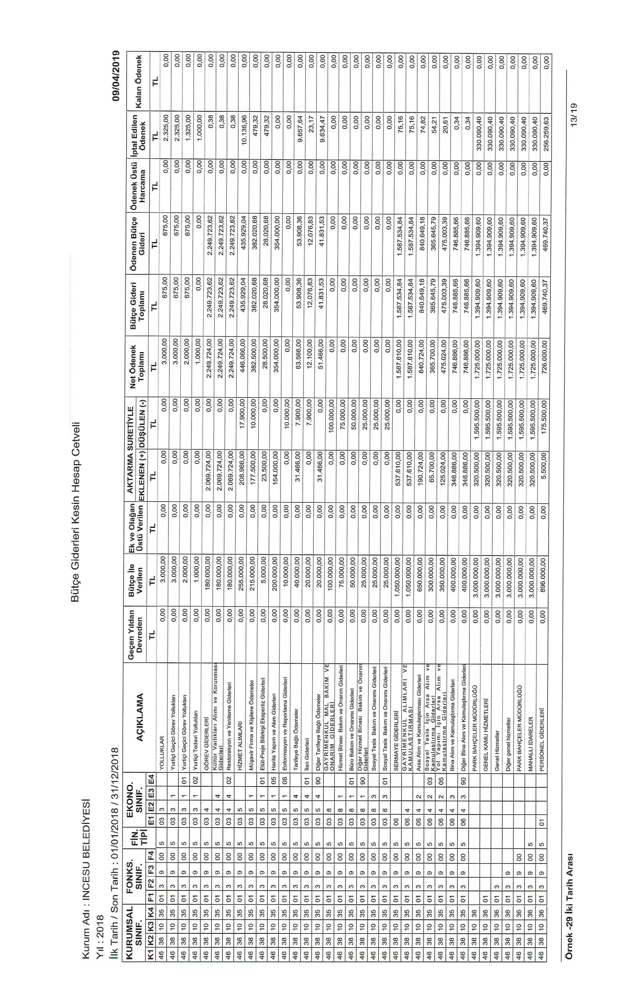 Bütçe Giderleri Kesin Hesap Cetveli
Kurum Adı : INCESU BELEDİYESİ
Yıl : 2018
İlk Tarih / Son Tarih : 01/01/2018 / 31/12/2018 09/04/2019
KURUMSAL SINIF. FONKS. SINIF. FİN. TİPİ EKONO. SINIF. AÇIKLAMA Geçen Yıldan Devreden Bütçe İle Verilen Ek ve Olağan Üstü Verilen AKTARMA SURETİYLE Net Ödenek Toplamı Bütçe Gideri Toplamı Ödenen Bütçe Gideri Ödenek Üstü Harcama İptal Edilen Ödenek Kalan Ödenek
EKLENEN (+) DÜŞÜLEN (-)
K1 K2 K3 K4 F1 F2 F3 F4 E1 E2 E3 E4 TL TL TL TL TL TL TL TL TL TL TL
46 38 10 35 01 3 9 00 5 03 3 YOLLUKLAR 0,00 3.000,00 0,00 0,00 0,00 3.000,00 675,00 675,00 0,00 2.325,00 0,00
46 38 10 35 01 3 9 00 5 03 3 1 Yurtiçi Geçici Görev Yollukları 0,00 3.000,00 0,00 0,00 0,00 3.000,00 675,00 675,00 0,00 2.325,00 0,00
46 38 10 35 01 3 9 00 5 03 3 1 01 Yurtiçi Geçici Görev Yollukları 0,00 2.000,00 0,00 0,00 0,00 2.000,00 675,00 675,00 0,00 1.325,00 0,00
46 38 10 35 01 3 9 00 5 03 3 1 02 Yurtiçi Tedavi Yollukları 0,00 1.000,00 0,00 0,00 0,00 1.000,00 0,00 0,00 0,00 1.000,00 0,00
46 38 10 35 01 3 9 00 5 03 4 GÖREV GİDERLERİ 0,00 180.000,00 0,00 2.069.724,00 0,00 2.249.724,00 2.249.723,62 2.249.723,62 0,00 0,38 0,00
46 38 10 35 01 3 9 00 5 03 4 4 Kültür Varlıkları Alımı ve Korunması Giderleri 0,00 180.000,00 0,00 2.069.724,00 0,00 2.249.724,00 2.249.723,62 2.249.723,62 0,00 0,38 0,00
46 38 10 35 01 3 9 00 5 03 4 4 02 Restorasyon ve Yenileme Giderleri 0,00 180.000,00 0,00 2.069.724,00 0,00 2.249.724,00 2.249.723,62 2.249.723,62 0,00 0,38 0,00
46 38 10 35 01 3 9 00 5 03 5 HİZMET ALIMLARI 0,00 255.000,00 0,00 208.966,00 17.900,00 446.066,00 435.929,04 435.929,04 0,00 10.136,96 0,00
46 38 10 35 01 3 9 00 5 03 5 1 Müşavir Firma ve Kişilere Ödemeler 0,00 215.000,00 0,00 177.500,00 10.000,00 382.500,00 382.020,68 382.020,68 0,00 479,32 0,00
46 38 10 35 01 3 9 00 5 03 5 1 01 Etüt-Proje Bilirkişi Ekspertiz Giderleri 0,00 5.000,00 0,00 23.500,00 0,00 28.500,00 28.020,68 28.020,68 0,00 479,32 0,00
46 38 10 35 01 3 9 00 5 03 5 1 05 Harita Yapım ve Alım Giderleri 0,00 200.000,00 0,00 154.000,00 0,00 354.000,00 354.000,00 354.000,00 0,00 0,00 0,00
46 38 10 35 01 3 9 00 5 03 5 1 06 Enformasyon ve Raporlama Giderleri 0,00 10.000,00 0,00 0,00 10.000,00 0,00 0,00 0,00 0,00 0,00 0,00
46 38 10 35 01 3 9 00 5 03 5 4 Tarifeye Bağlı Ödemeler 0,00 40.000,00 0,00 31.466,00 7.900,00 63.566,00 53.908,36 53.908,36 0,00 9.657,64 0,00
46 38 10 35 01 3 9 00 5 03 5 4 01 İlan Giderleri 0,00 20.000,00 0,00 0,00 7.900,00 12.100,00 12.076,83 12.076,83 0,00 23,17 0,00
46 38 10 35 01 3 9 00 5 03 5 4 90 Diğer Tarifeye Bağlı Ödemeler 0,00 20.000,00 0,00 31.466,00 0,00 51.466,00 41.831,53 41.831,53 0,00 9.634,47 0,00
46 38 10 35 01 3 9 00 5 03 8 GAYRİMENKUL MAL BAKIM VE ONARIM GİDERLERİ 0,00 100.000,00 0,00 0,00 100.000,00 0,00 0,00 0,00 0,00 0,00 0,00
46 38 10 35 01 3 9 00 5 03 8 1 Hizmet Binası Bakım ve Onarım Giderleri 0,00 75.000,00 0,00 0,00 75.000,00 0,00 0,00 0,00 0,00 0,00 0,00
46 38 10 35 01 3 9 00 5 03 8 1 01 Büro Bakım ve Onarımı Giderleri 0,00 50.000,00 0,00 0,00 50.000,00 0,00 0,00 0,00 0,00 0,00 0,00
46 38 10 35 01 3 9 00 5 03 8 1 90 Diğer Hizmet Binası Bakım ve Onarım Giderleri 0,00 25.000,00 0,00 0,00 25.000,00 0,00 0,00 0,00 0,00 0,00 0,00
46 38 10 35 01 3 9 00 5 03 8 3 Sosyal Tesis Bakım ve Onarımı Giderleri 0,00 25.000,00 0,00 0,00 25.000,00 0,00 0,00 0,00 0,00 0,00 0,00
46 38 10 35 01 3 9 00 5 03 8 3 01 Sosyal Tesis Bakım ve Onarımı Giderleri 0,00 25.000,00 0,00 0,00 25.000,00 0,00 0,00 0,00 0,00 0,00 0,00
46 38 10 35 01 3 9 00 5 06 SERMAYE GİDERLERİ 0,00 1.050.000,00 0,00 537.610,00 0,00 1.587.610,00 1.587.534,84 1.587.534,84 0,00 75,16 0,00
46 38 10 35 01 3 9 00 5 06 4 GAYRİMENKUL ALIMLARI VE KAMULAŞTIRMASI 0,00 1.050.000,00 0,00 537.610,00 0,00 1.587.610,00 1.587.534,84 1.587.534,84 0,00 75,16 0,00
46 38 10 35 01 3 9 00 5 06 4 2 Arsa Alım ve Kamulaştırması Giderleri 0,00 650.000,00 0,00 190.724,00 0,00 840.724,00 840.649,18 840.649,18 0,00 74,82 0,00
46 38 10 35 01 3 9 00 5 06 4 2 03 Sosyal Tesis İçin Arsa Alım ve Kamulaştırma Giderleri 0,00 300.000,00 0,00 65.700,00 0,00 365.700,00 365.645,79 365.645,79 0,00 54,21 0,00
46 38 10 35 01 3 9 00 5 06 4 2 05 Yol Yapımı İçin Arsa Alım ve Kamulaştırma Giderleri 0,00 350.000,00 0,00 125.024,00 0,00 475.024,00 475.003,39 475.003,39 0,00 20,61 0,00
46 38 10 35 01 3 9 00 5 06 4 3 Bina Alım ve Kamulaştırma Giderleri 0,00 400.000,00 0,00 346.886,00 0,00 746.886,00 746.885,66 746.885,66 0,00 0,34 0,00
46 38 10 35 01 3 9 00 5 06 4 3 90 Diğer Bina Alım ve Kamulaştırma Giderleri 0,00 400.000,00 0,00 346.886,00 0,00 746.886,00 746.885,66 746.885,66 0,00 0,34 0,00
46 38 10 36 PARK BAHÇELER MÜDÜRLÜĞÜ 0,00 3.000.000,00 0,00 320.500,00 1.595.500,00 1.725.000,00 1.394.909,60 1.394.909,60 0,00 330.090,40 0,00
46 38 10 36 01 GENEL KAMU HİZMETLERİ 0,00 3.000.000,00 0,00 320.500,00 1.595.500,00 1.725.000,00 1.394.909,60 1.394.909,60 0,00 330.090,40 0,00
46 38 10 36 01 3 Genel Hizmetler 0,00 3.000.000,00 0,00 320.500,00 1.595.500,00 1.725.000,00 1.394.909,60 1.394.909,60 0,00 330.090,40 0,00
46 38 10 36 01 3 9 Diğer genel hizmetler 0,00 3.000.000,00 0,00 320.500,00 1.595.500,00 1.725.000,00 1.394.909,60 1.394.909,60 0,00 330.090,40 0,00
46 38 10 36 01 3 9 00 PARK BAHÇELER MÜDÜRLÜĞÜ 0,00 3.000.000,00 0,00 320.500,00 1.595.500,00 1.725.000,00 1.394.909,60 1.394.909,60 0,00 330.090,40 0,00
46 38 10 36 01 3 9 00 5 MAHALLI IDARELER 0,00 3.000.000,00 0,00 320.500,00 1.595.500,00 1.725.000,00 1.394.909,60 1.394.909,60 0,00 330.090,40 0,00
46 38 10 36 01 3 9 00 5 01 PERSONEL GİDERLERİ 0,00 896.000,00 0,00 5.500,00 175.500,00 726.000,00 469.740,37 469.740,37 0,00 256.259,63 0,00
Örnek -29 İki Tarih Arası 13/19